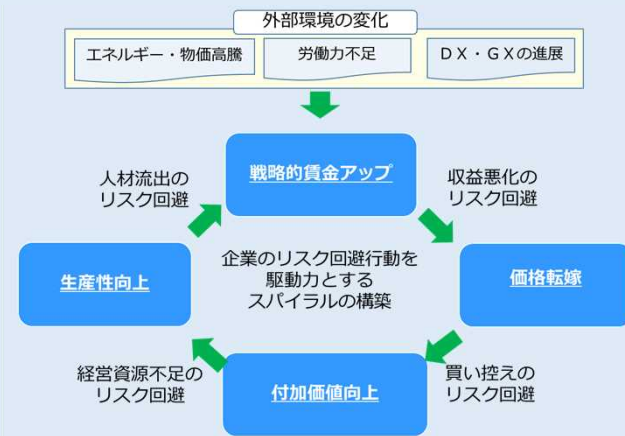 外部環境の変化
エネルギー・物価高騰
労働力不足
ＤＸ・ＧＸの進展
戦略的賃金アップ
人材流出の
リスク回避
収益悪化の
リスク回避
企業のリスク回避行動を
駆動力とする
スパイラルの構築
生産性向上
価格転嫁
経営資源不足の
リスク回避
付加価値向上
買い控えの
リスク回避